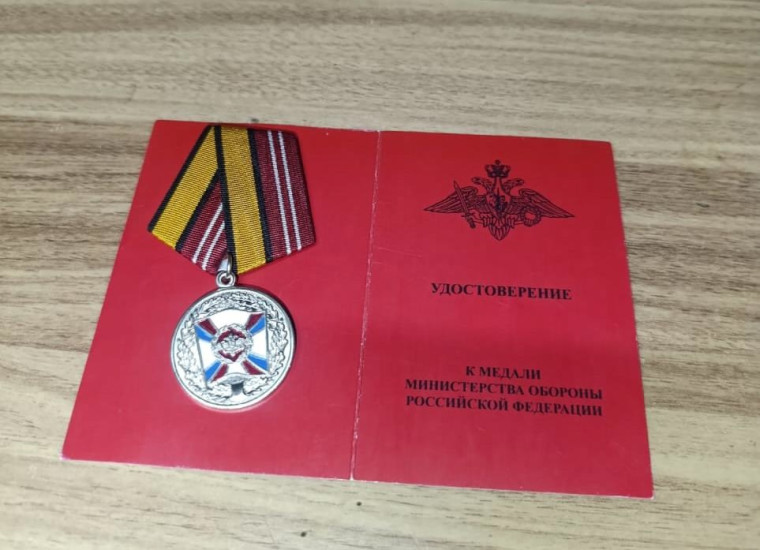 УДОСТОВЕРЕНИЕ
К МЕДАЛИ
МИНИСТЕРСТВА ОБОРОНЫ
РОССИЙСКОЙ ФЕДЕРАЦИИ